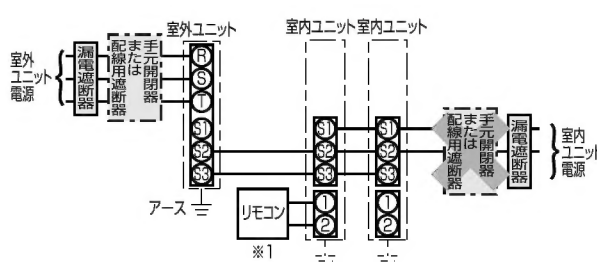 室外
ユニット
電源
漏電遮断器
手元開閉器
または
配線用遮断器
室外ユニット
R
S
T
S1
S2
S3
アース
室内ユニット
S1
S2
S3
1
2
リモコン
※1
室内ユニット
S1
S2
S3
1
2
手元開閉器
または
配線用遮断器
漏電遮断器
室内
ユニット
電源